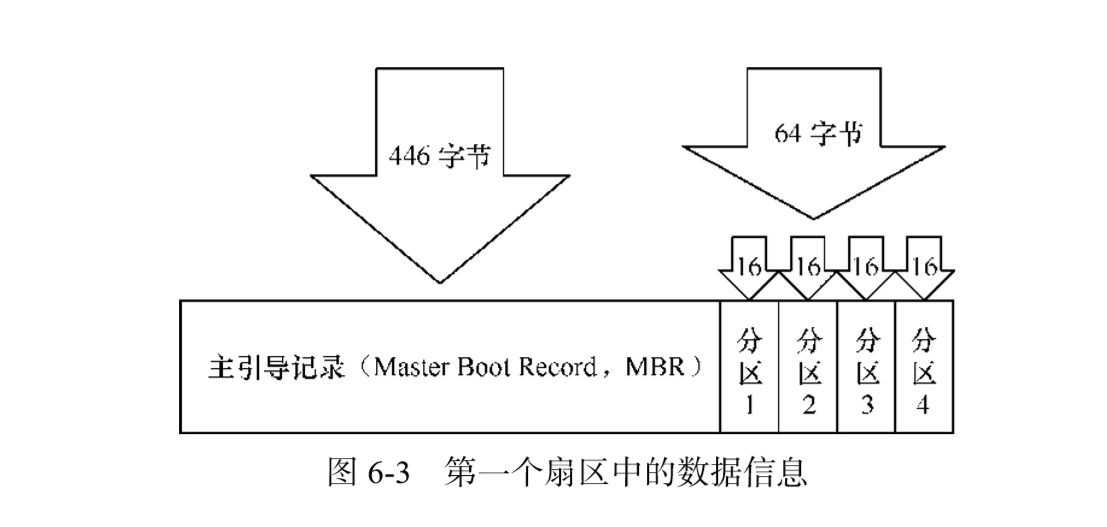 446 字节
64 字节
16 16 16 16
主引导记录（Master Boot Record，MBR）
分区1
分区2
分区3
分区4
图 6-3 第一个扇区中的数据信息